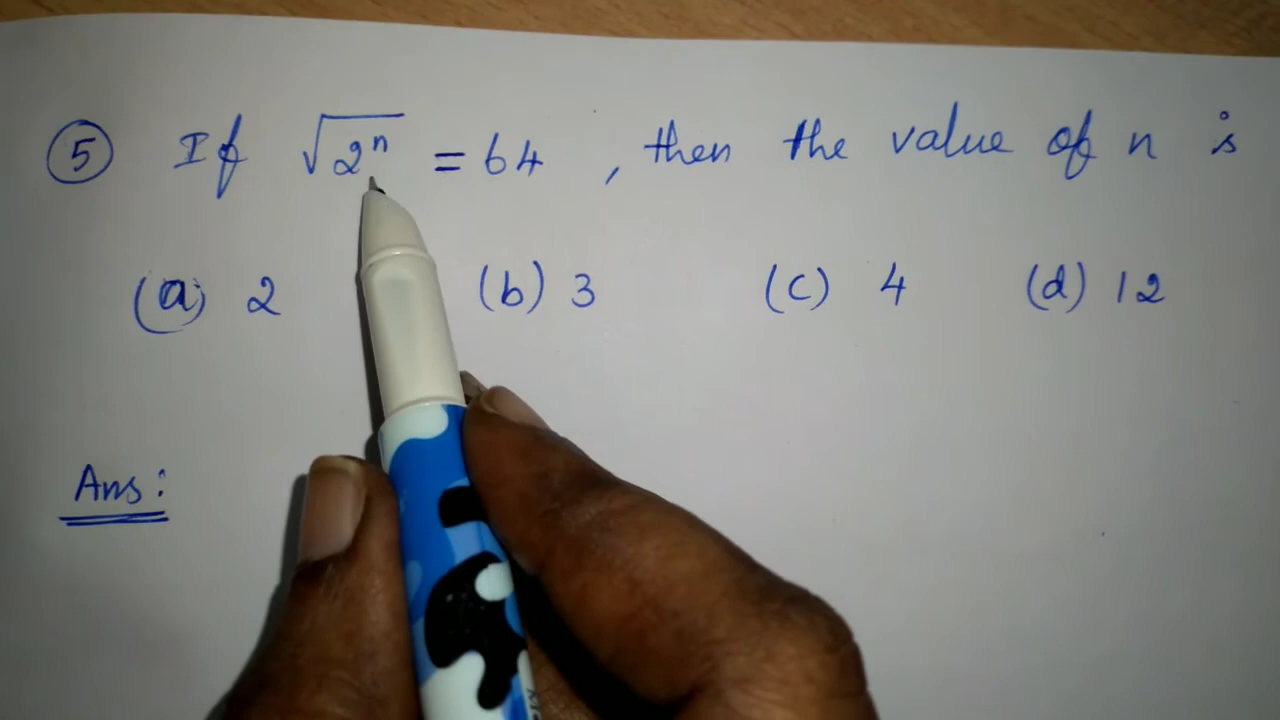 5 If √2ⁿ = 64 , then the value of n is
(a) 2 (b) 3 (c) 4 (d) 12
Ans: